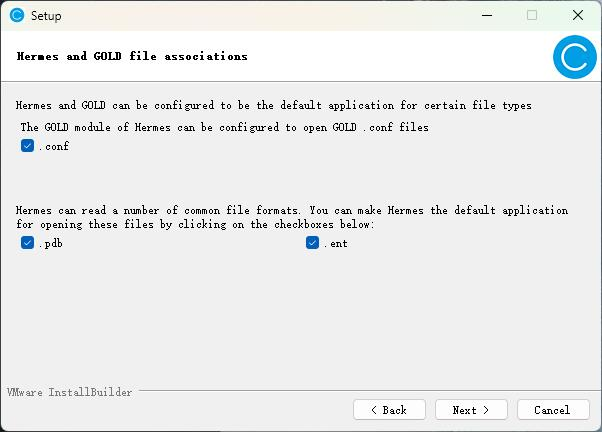 Setup
Hermes and GOLD file associations
Hermes and GOLD can be configured to be the default application for certain file types
The GOLD module of Hermes can be configured to open GOLD .conf files
.conf
Hermes can read a number of common file formats. You can make Hermes the default application
for opening these files by clicking on the checkboxes below:
.pdb .ent
VMware InstallBuilder
< Back Next > Cancel